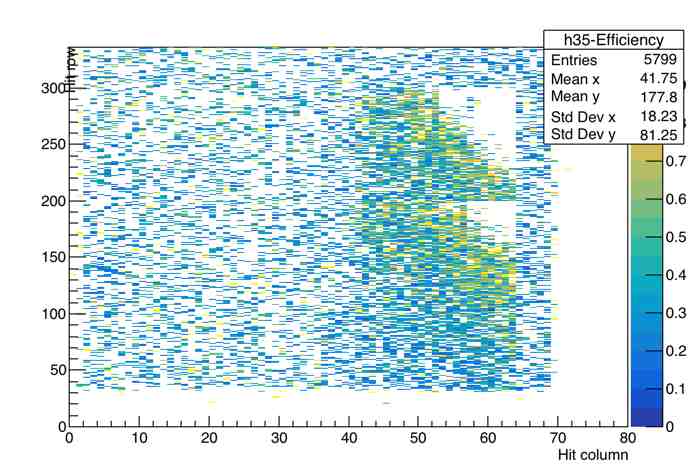 h35-Efficiency
Entries 5799
Mean x 41.75
Mean y 177.8
Std Dev x 18.23
Std Dev y 81.25
Hit row
300
250
200
150
100
50
0
0 10 20 30 40 50 60 70 80
Hit column
0.7
0.6
0.5
0.4
0.3
0.2
0.1
0